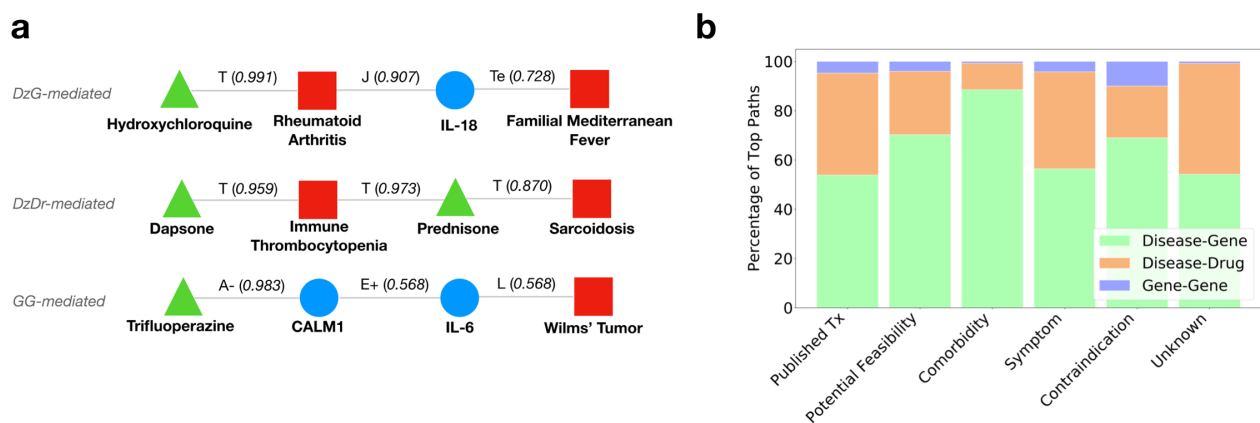 a
DzG-mediated
T (0.991)
J (0.907)
Te (0.728)
Hydroxychloroquine
Rheumatoid
Arthritis
IL-18
Familial Mediterranean
Fever
DzDr-mediated
T (0.959)
T (0.973)
T (0.870)
Dapsone
Immune
Thrombocytopenia
Prednisone
Sarcoidosis
GG-mediated
A- (0.983)
E+ (0.568)
L (0.568)
Trifluoperazine
CALM1
IL-6
Wilms' Tumor
b
Percentage of Top Paths
100
80
60
40
20
0
Disease-Gene
Disease-Drug
Gene-Gene
Published Tx
Potential Feasibility
Comorbidity
Symptom
Contraindication
Unknown